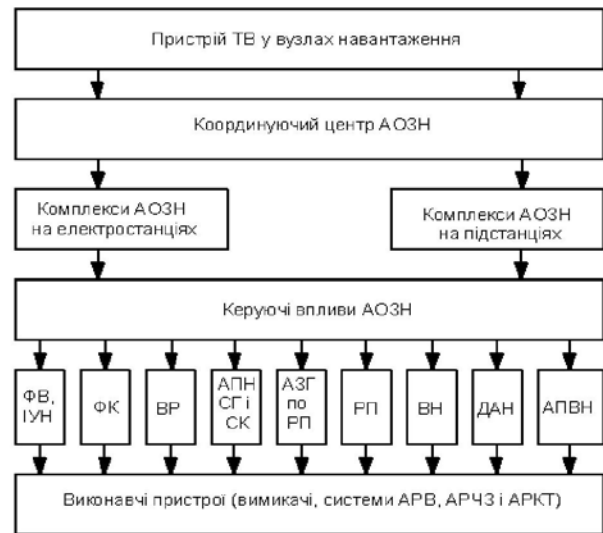 Пристрій ТВ у вузлах навантаження
Координуючий центр АОЗН
Комплекси АОЗН
на електростанціях
Комплекси АОЗН
на підстанціях
Керуючі впливи АОЗН
ФВ,
ІУН
ФК
ВР
АПН
СГ і
СК
АЗГ
по
РП
РП
ВН
ДАН
АПВН
Виконавчі пристрої (вимикачі, системи АРВ, АРЧЗ і АРКТ)